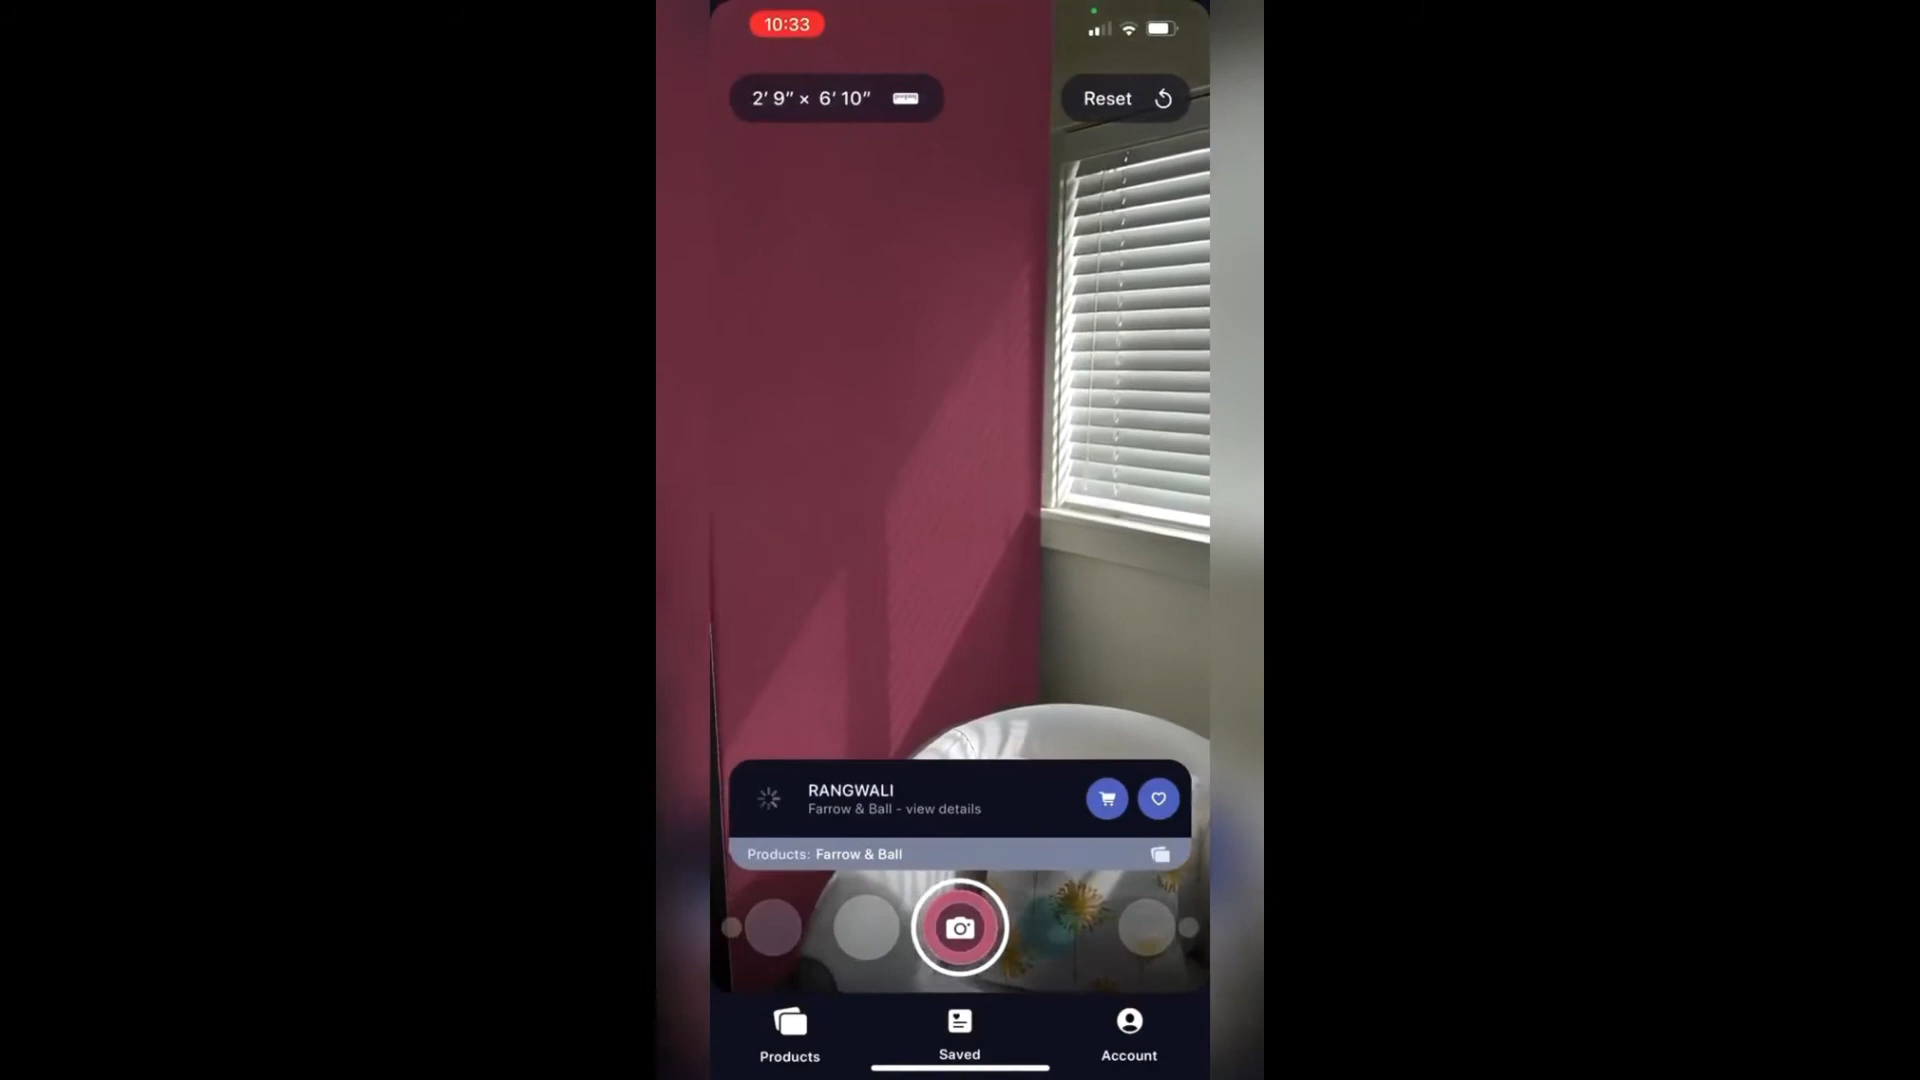 10:33
2' 9" × 6' 10"
Reset
RANGWALI
Farrow & Ball - view details
Products: Farrow & Ball
Products
Saved
Account